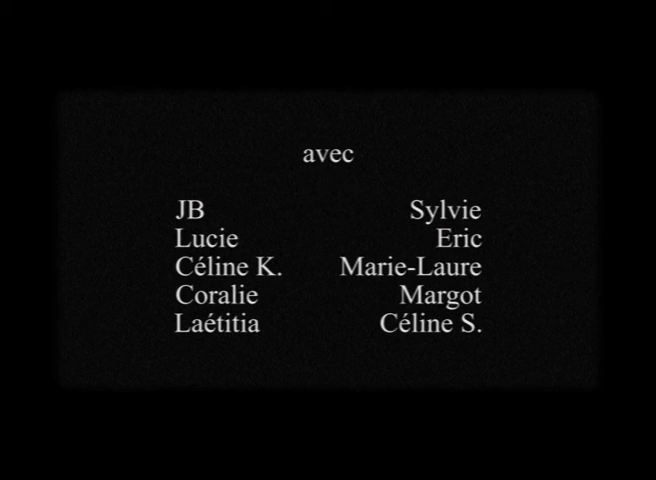 avec
JB Sylvie
Lucie Eric
Céline K. Marie-Laure
Coralie Margot
Laétitia Céline S.